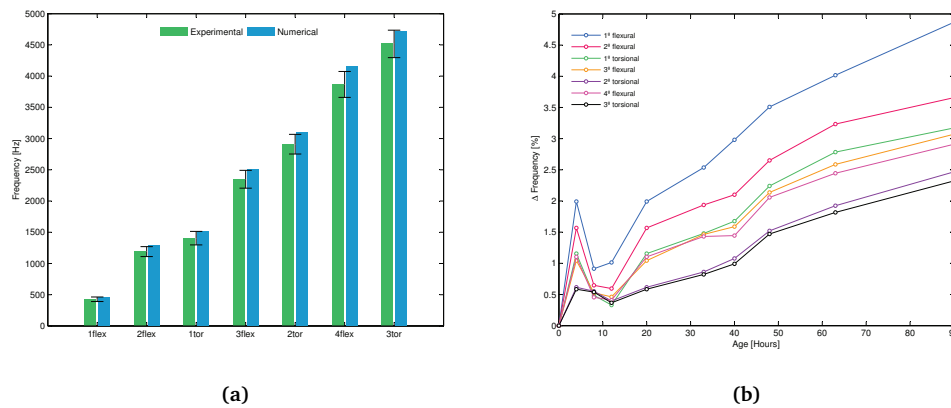 5000
4500
4000
3500
3000
2500
2000
1500
1000
500
0
Frequency [Hz]
Experimental Numerical
1flex 2flex 1tor 3flex 2tor 4flex 3tor
(a)
5
4.5
4
3.5
3
2.5
2
1.5
1
0.5
0
Δ Frequency [%]
1ª flexural
2ª flexural
1ª torsional
3ª flexural
2ª torsional
4ª flexural
3ª torsional
0 10 20 30 40 50 60 70 80 90
Age [Hours]
(b)